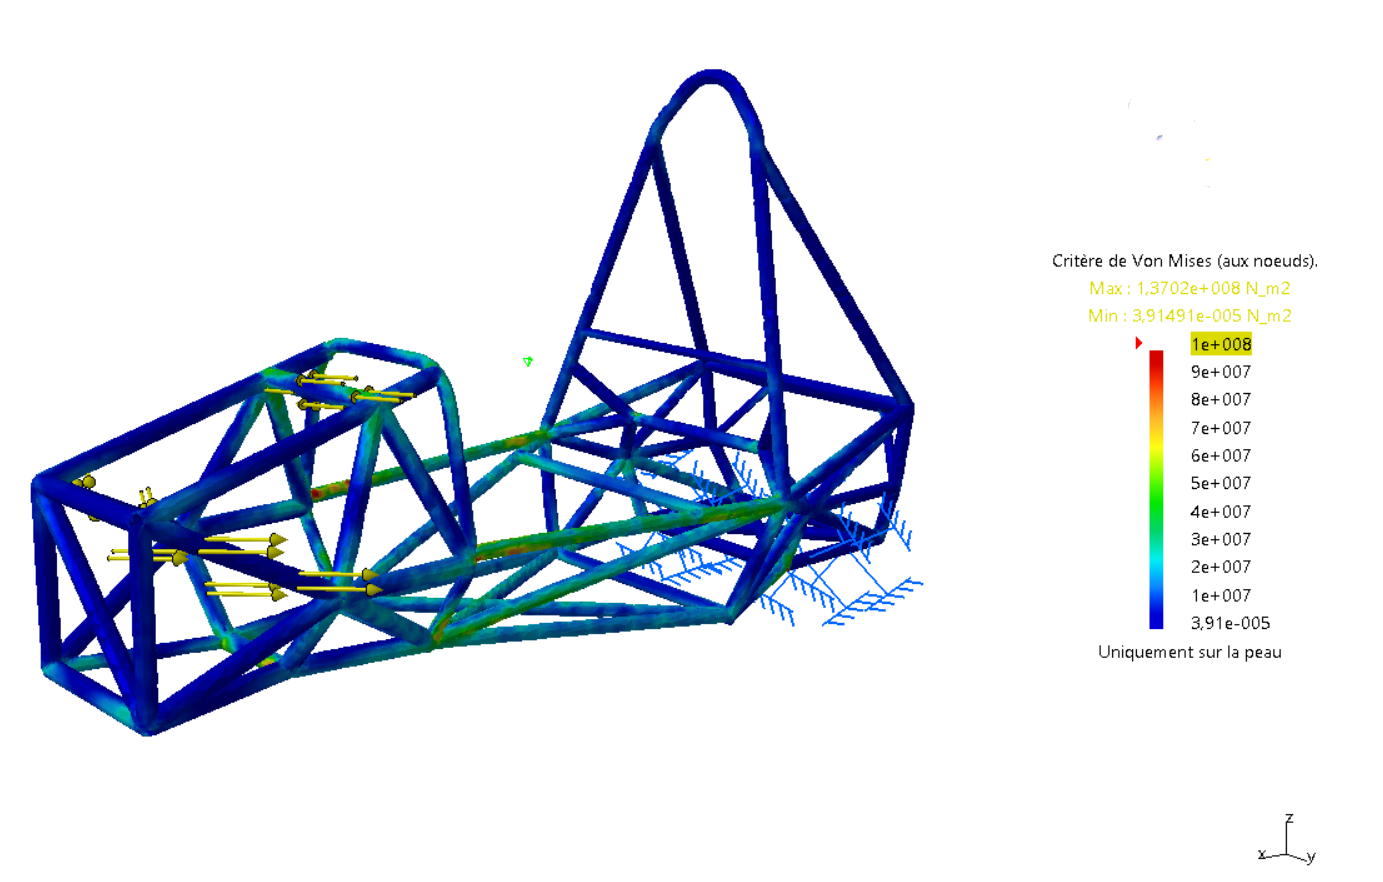 Critère de Von Mises (aux noeuds).
Max : 1,3702e+008 N_m2
Min : 3,91491e-005 N_m2
1e+008
9e+007
8e+007
7e+007
6e+007
5e+007
4e+007
3e+007
2e+007
1e+007
3,91e-005
Uniquement sur la peau
z
x
y